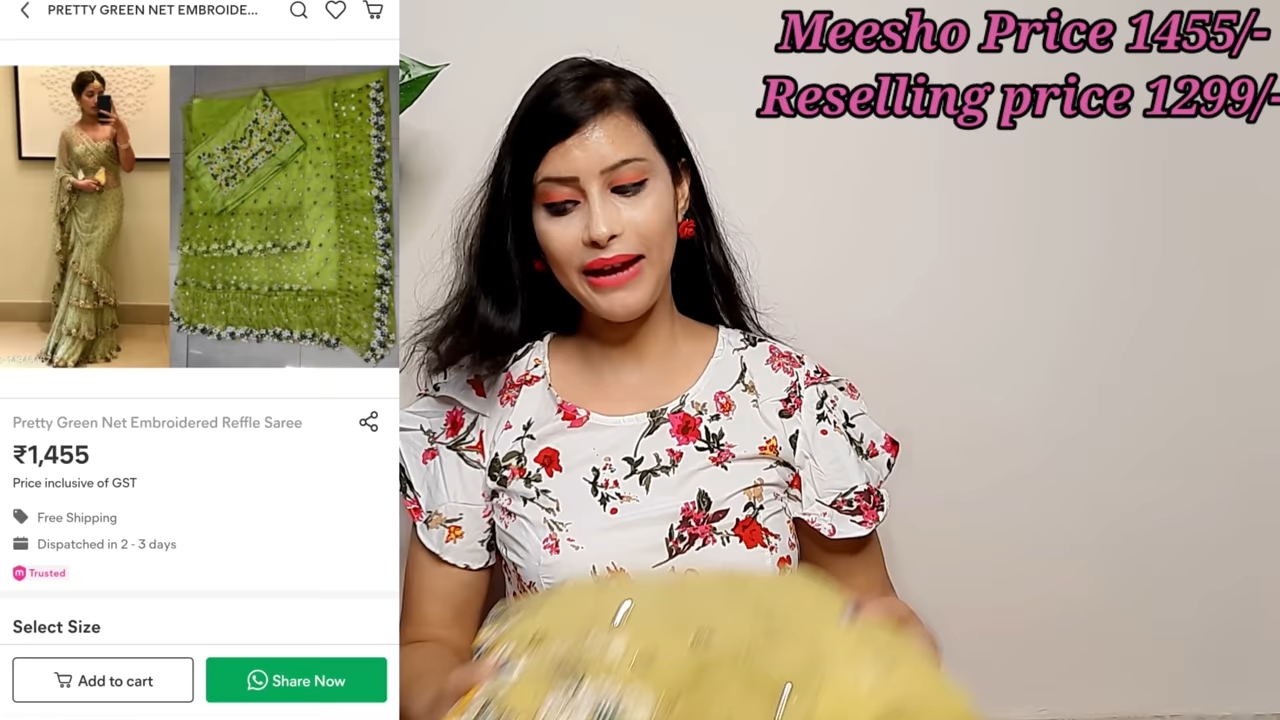 PRETTY GREEN NET EMBROIDE...
Meesho Price 1455/-
Reselling price 1299/-
Pretty Green Net Embroidered Reffle Saree
₹1,455
Price inclusive of GST
Free Shipping
Dispatched in 2 - 3 days
m Trusted
Select Size
Add to cart
Share Now